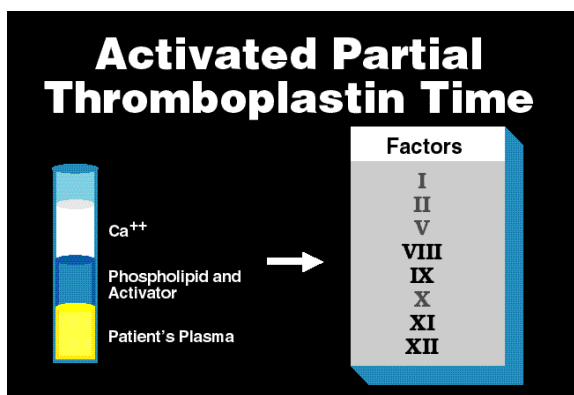 Activated Partial
Thromboplastin Time
Ca++
Phospholipid and
Activator
Patient's Plasma
Factors
I
II
V
VIII
IX
X
XI
XII